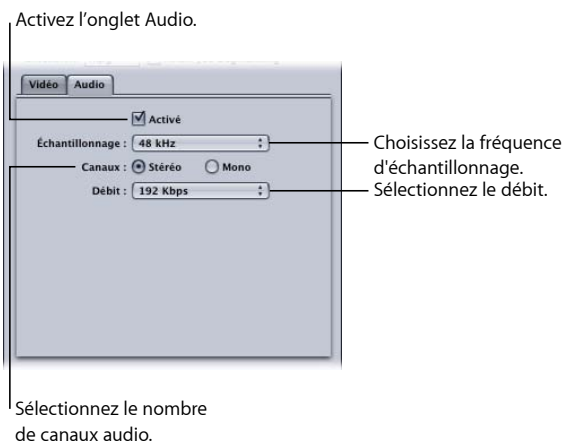 Activez l'onglet Audio.
Vidéo Audio
Activé
Échantillonnage : 48 kHz
Canaux : Stéréo Mono
Débit : 192 Kbps
Choisissez la fréquence
d'échantillonnage.
Sélectionnez le débit.
Sélectionnez le nombre
de canaux audio.